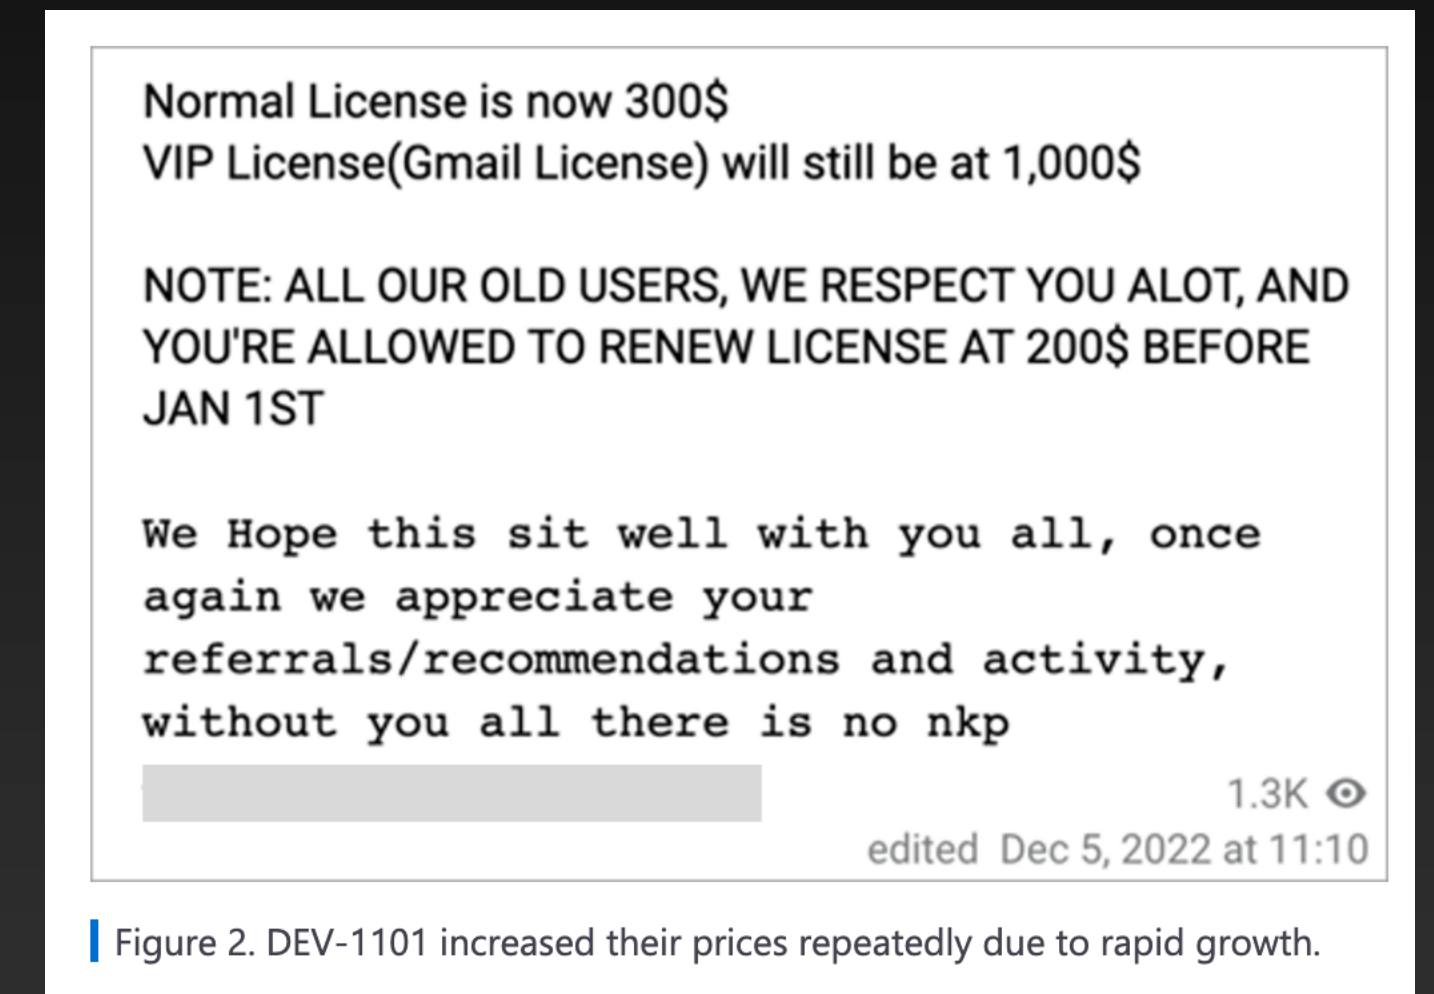 Normal License is now 300$
VIP License(Gmail License) will still be at 1,000$
NOTE: ALL OUR OLD USERS, WE RESPECT YOU ALOT, AND
YOU'RE ALLOWED TO RENEW LICENSE AT 200$ BEFORE
JAN 1ST
We Hope this sit well with you all, once
again we appreciate your
referrals/recommendations and activity,
without you all there is no nkp
1.3K
edited Dec 5, 2022 at 11:10
Figure 2. DEV-1101 increased their prices repeatedly due to rapid growth.